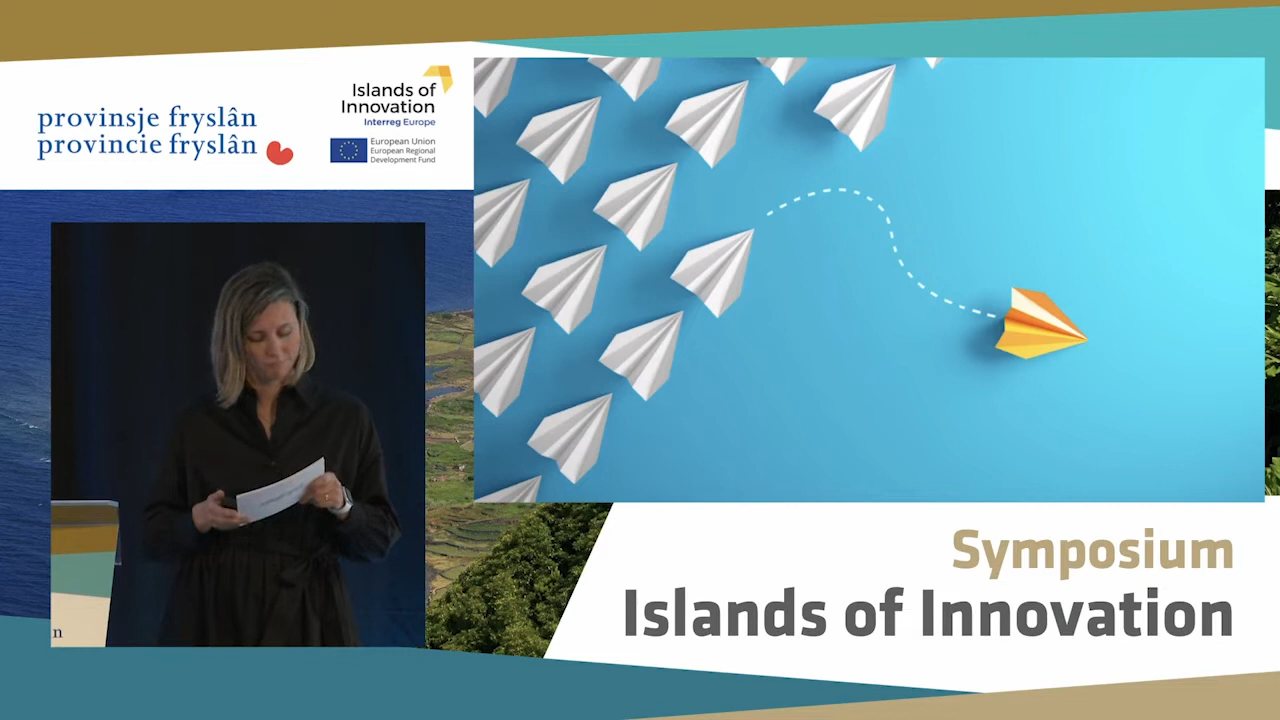 provinsje fryslân
provincie fryslân
Islands of
Innovation
Interreg Europe
European Union
European Regional
Development Fund
n
Symposium
Islands of Innovation